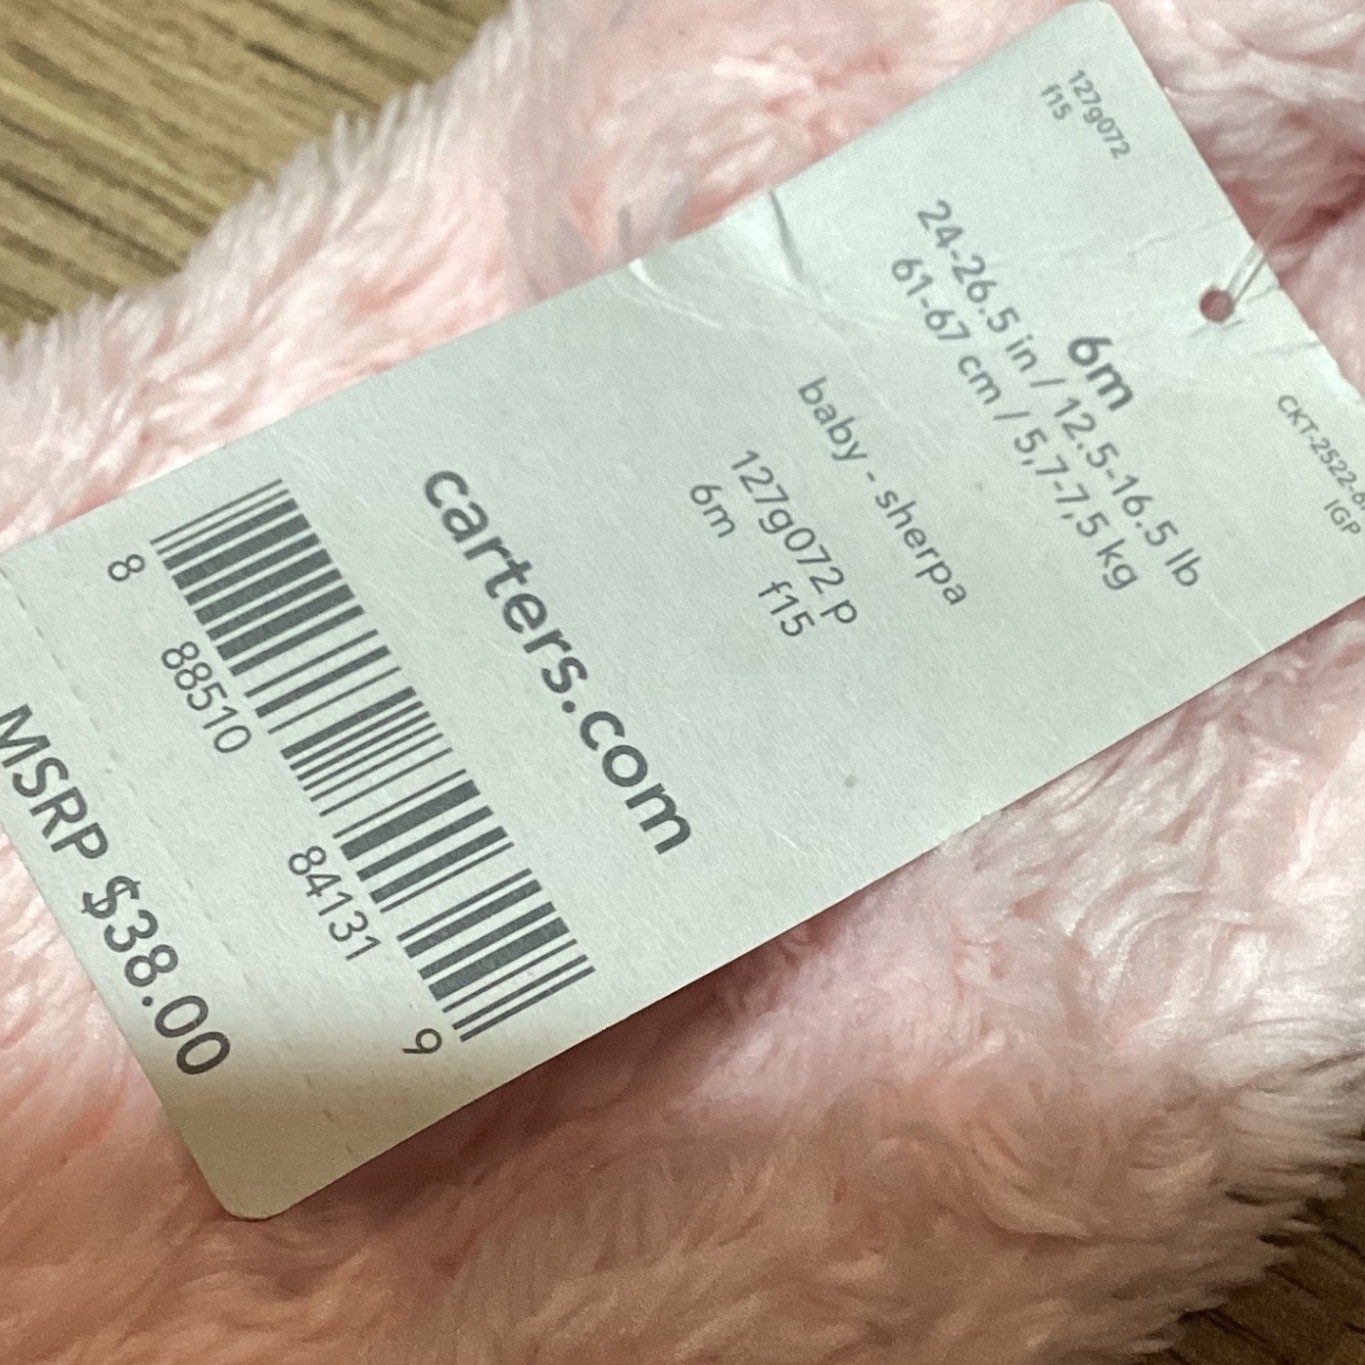 127g072
f15
CKT-2522-6
IGP
6m
24-26.5 in / 12.5-16.5 lb
61-67 cm / 5,7-7,5 kg
baby - sherpa
127g072 p
6m f15
carters.com
8 88510 84131 9
MSRP $38.00